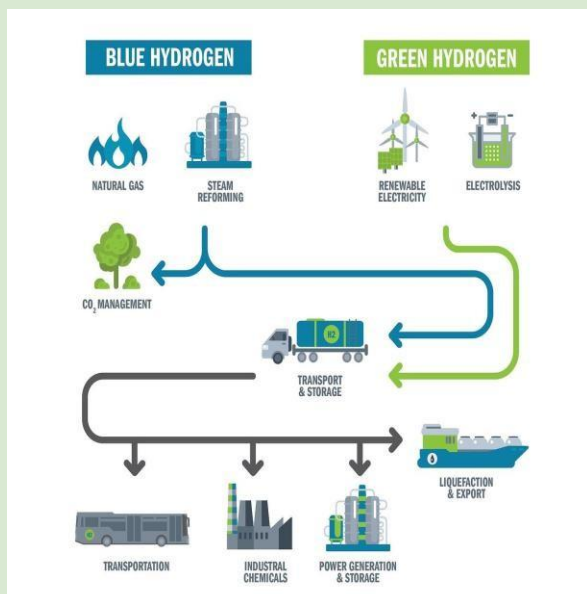 BLUE HYDROGEN
GREEN HYDROGEN
NATURAL GAS
STEAM
REFORMING
RENEWABLE
ELECTRICITY
ELECTROLYSIS
CO₂ MANAGEMENT
H2
TRANSPORT
& STORAGE
LIQUEFACTION
& EXPORT
TRANSPORTATION
INDUSTRAL
CHEMICALS
POWER GENERATION
& STORAGE